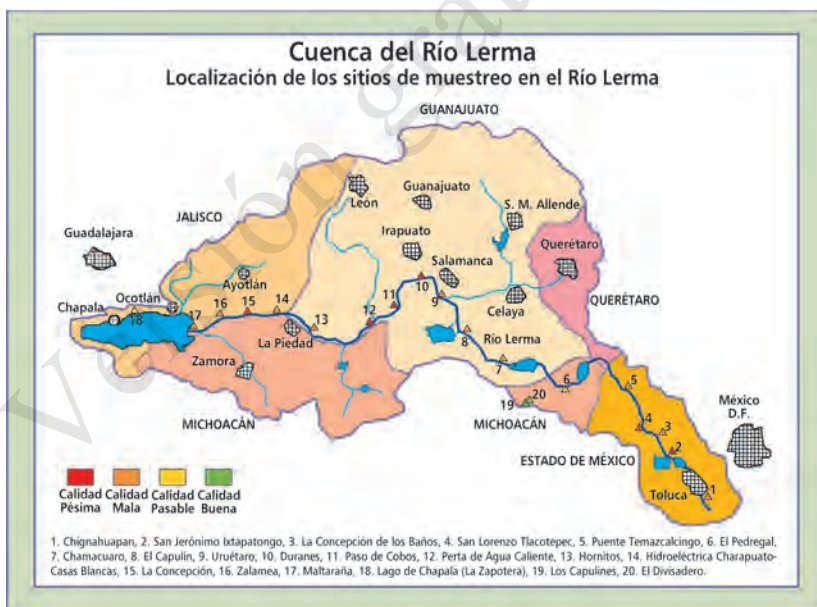 Cuenca del Río Lerma
Localización de los sitios de muestreo en el Río Lerma
GUANAJUATO
León
Guanajuato
S. M. Allende
JALISCO
Guadalajara
Irapuato
Querétaro
Salamanca
Ayotlán
10
Ocotlán
11
9
Chapala
16
15
14
12
Celaya
QUERÉTARO
18
17
13
La Piedad
8
Río Lerma
Zamora
7
6
5
20
19
México
D.F.
MICHOACÁN
MICHOACÁN
4
3
ESTADO DE MÉXICO
2
Toluca
1
Calidad Pésima
Calidad Mala
Calidad Pasable
Calidad Buena
1. Chignahuapan, 2. San Jerónimo Ixtapatongo, 3. La Concepción de los Baños, 4. San Lorenzo Tlacotepec, 5. Puente Temazcalcingo, 6. El Pedregal,
7. Chamacuaro, 8. El Capulín, 9. Uruétaro, 10. Duranes, 11. Paso de Cobos, 12. Perta de Agua Caliente, 13. Hornitos, 14. Hidroeléctrica Charapuato-
Casas Blancas, 15. La Concepción, 16. Zalamea, 17. Maltaraña, 18. Lago de Chapala (La Zapotera), 19. Los Capulines, 20. El Divisadero.
Versión gra